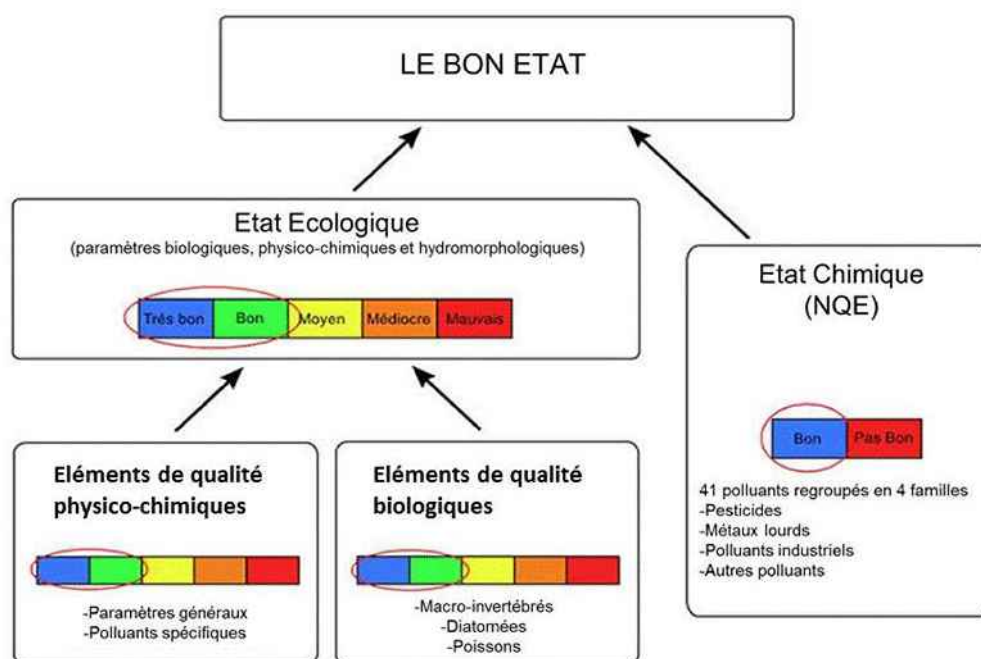 LE BON ETAT
Etat Ecologique
(paramètres biologiques, physico-chimiques et hydromorphologiques)
Trés bon
Bon
Moyen
Médiocre
Mauvais
Etat Chimique
(NQE)
Bon
Pas Bon
41 polluants regroupés en 4 familles
-Pesticides
-Métaux lourds
-Polluants industriels
-Autres polluants
Eléments de qualité
physico-chimiques
-Paramètres généraux
-Polluants spécifiques
Eléments de qualité
biologiques
-Macro-invertébrés
-Diatomées
-Poissons